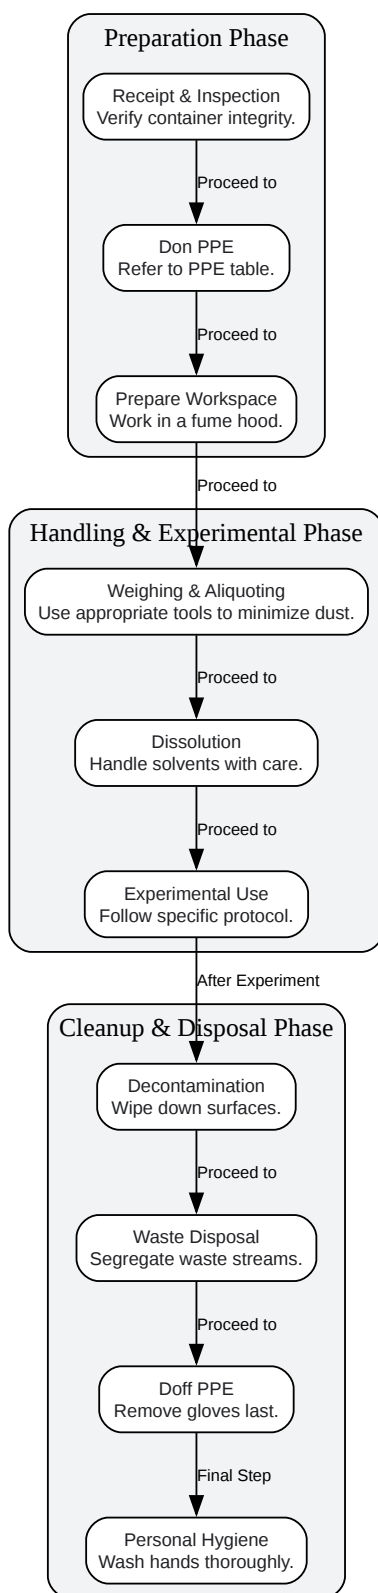 Preparation Phase
Receipt & Inspection
Verify container integrity.
Proceed to
Don PPE
Refer to PPE table.
Proceed to
Prepare Workspace
Work in a fume hood.
Proceed to
Handling & Experimental Phase
Weighing & Aliquoting
Use appropriate tools to minimize dust.
Proceed to
Dissolution
Handle solvents with care.
Proceed to
Experimental Use
Follow specific protocol.
After Experiment
Cleanup & Disposal Phase
Decontamination
Wipe down surfaces.
Proceed to
Waste Disposal
Segregate waste streams.
Proceed to
Doff PPE
Remove gloves last.
Final Step
Personal Hygiene
Wash hands thoroughly.